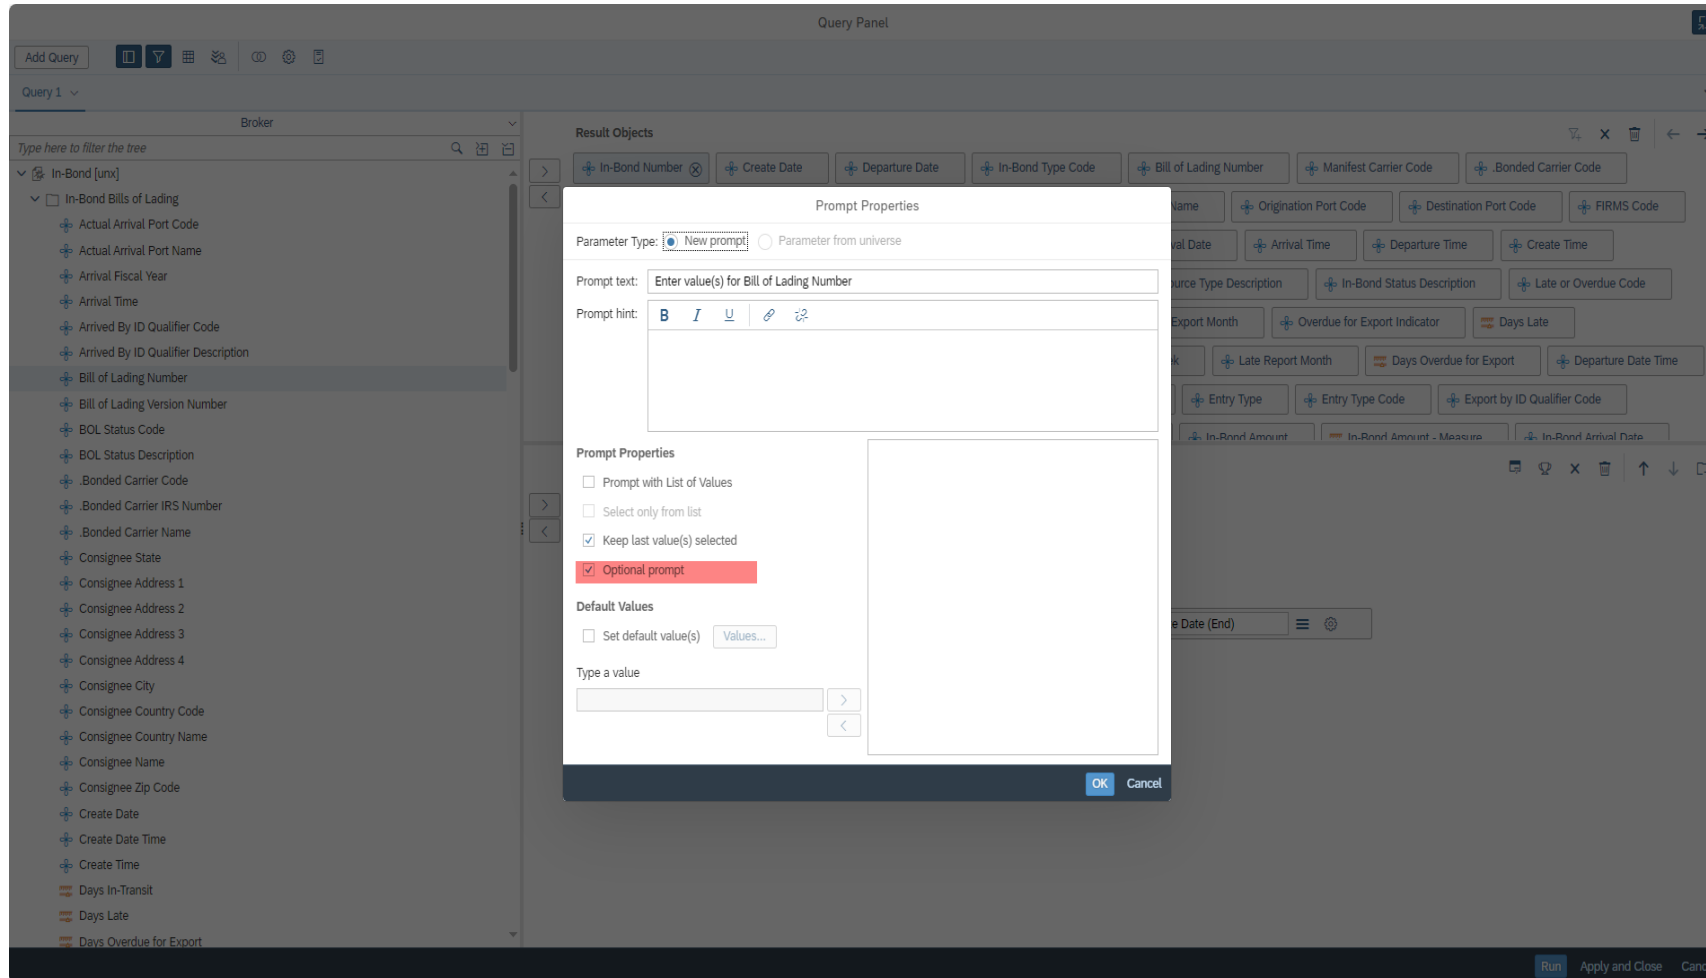 Query Panel
Add Query
Query 1
Broker
Type here to filter the tree
In-Bond [unx]
In-Bond Bills of Lading
Actual Arrival Port Code
Actual Arrival Port Name
Arrival Fiscal Year
Arrival Time
Arrived By ID Qualifier Code
Arrived By ID Qualifier Description
Bill of Lading Number
Bill of Lading Version Number
BOL Status Code
BOL Status Description
.Bonded Carrier Code
.Bonded Carrier IRS Number
.Bonded Carrier Name
Consignee State
Consignee Address 1
Consignee Address 2
Consignee Address 3
Consignee Address 4
Consignee City
Consignee Country Code
Consignee Country Name
Consignee Name
Consignee Zip Code
Create Date
Create Date Time
Create Time
Days In-Transit
Days Late
Days Overdue for Export
Result Objects
In-Bond Number Create Date Departure Date In-Bond Type Code Bill of Lading Number Manifest Carrier Code .Bonded Carrier Code
Name Origination Port Code Destination Port Code FIRMS Code
val Date Arrival Time Departure Time Create Time
urce Type Description In-Bond Status Description Late or Overdue Code
Export Month Overdue for Export Indicator Days Late
k Late Report Month Days Overdue for Export Departure Date Time
Entry Type Entry Type Code Export by ID Qualifier Code
In-Bond Amount In-Bond Amount - Measure In-Bond Arrival Date
e Date (End)
Prompt Properties
Parameter Type: New prompt Parameter from universe
Prompt text: Enter value(s) for Bill of Lading Number
Prompt hint: B I U
Prompt Properties
Prompt with List of Values
Select only from list
Keep last value(s) selected
Optional prompt
Default Values
Set default value(s) Values...
Type a value
OK Cancel
Run Apply and Close Canc